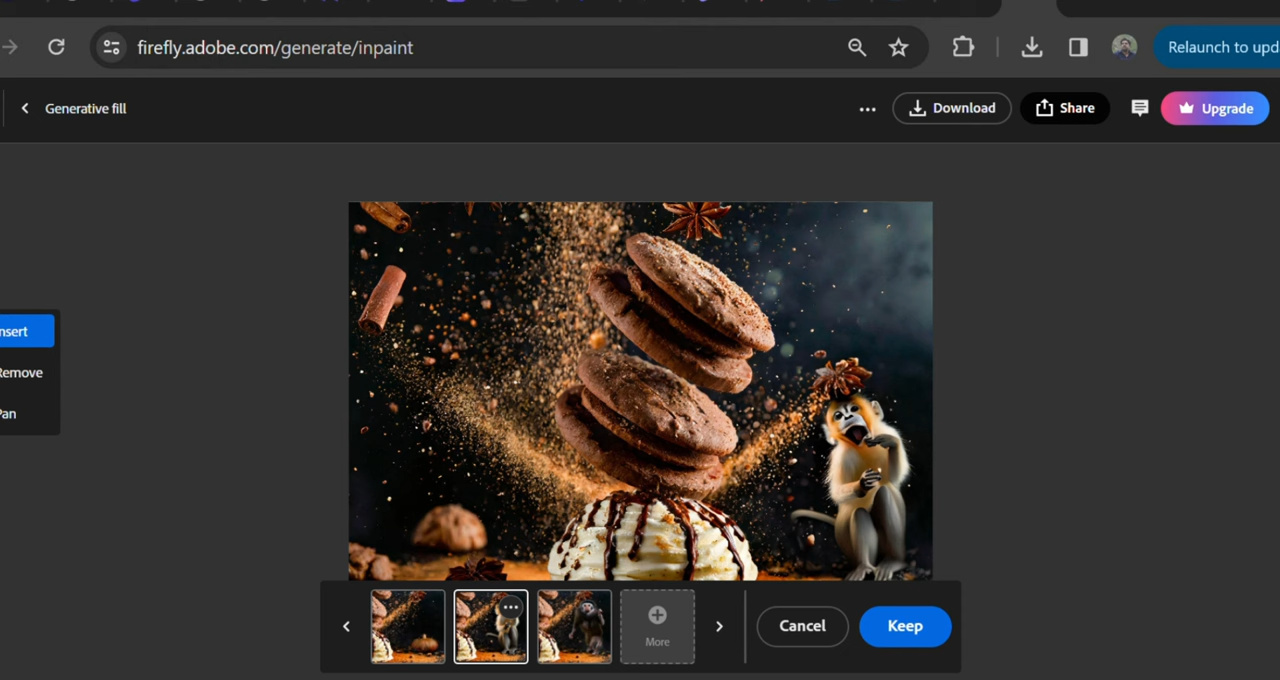 firefly.adobe.com/generate/inpaint
Relaunch to upd
Generative fill
Download
Share
Upgrade
nsert
Remove
Pan
More
Cancel
Keep